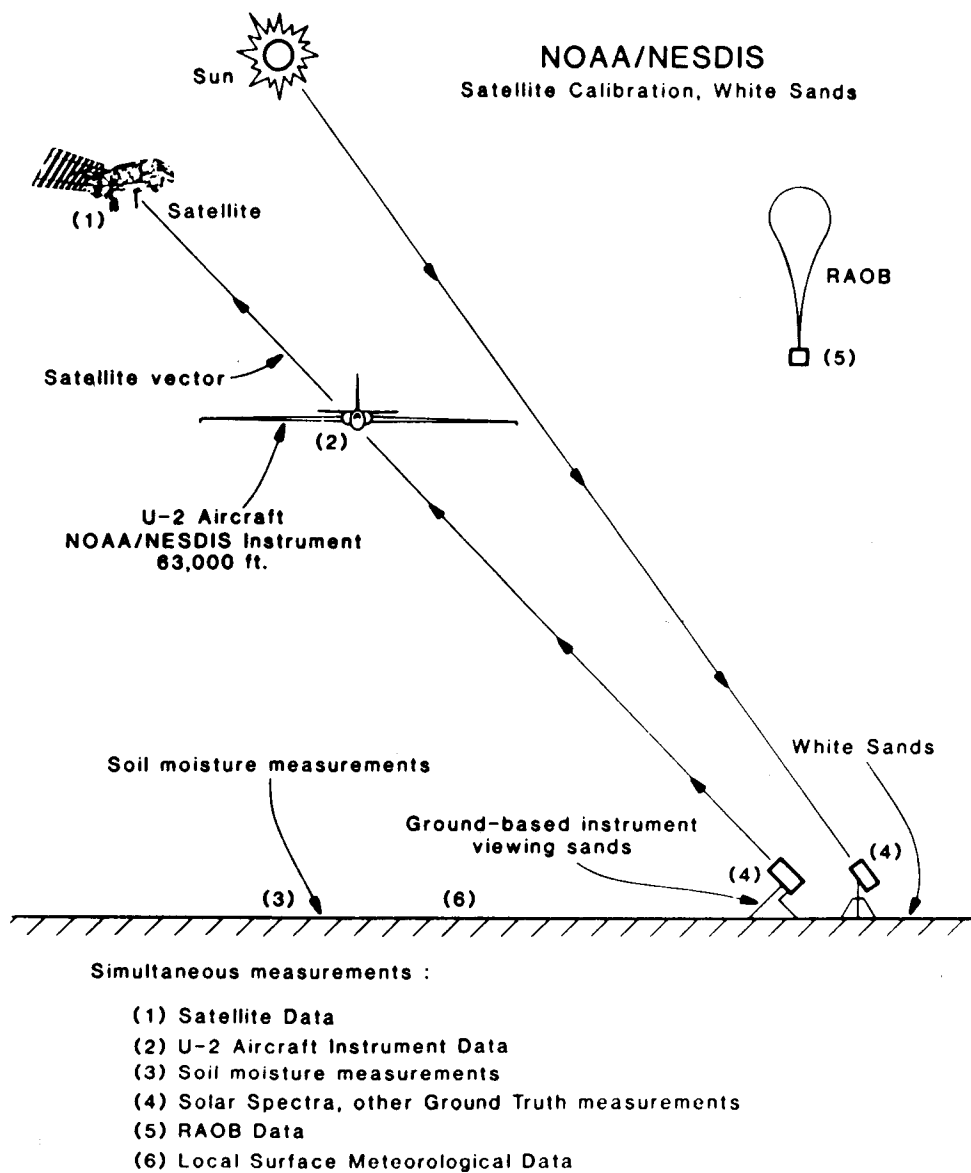 NOAA/NESDIS
Satellite Calibration, White Sands
Sun
(1)
Satellite
RAOB
(5)
Satellite vector
(2)
U-2 Aircraft
NOAA/NESDIS Instrument
63,000 ft.
White Sands
Soil moisture measurements
Ground-based instrument
viewing sands
(4)
(4)
(3)
(6)
Simultaneous measurements :
(1) Satellite Data
(2) U-2 Aircraft Instrument Data
(3) Soil moisture measurements
(4) Solar Spectra, other Ground Truth measurements
(5) RAOB Data
(6) Local Surface Meteorological Data